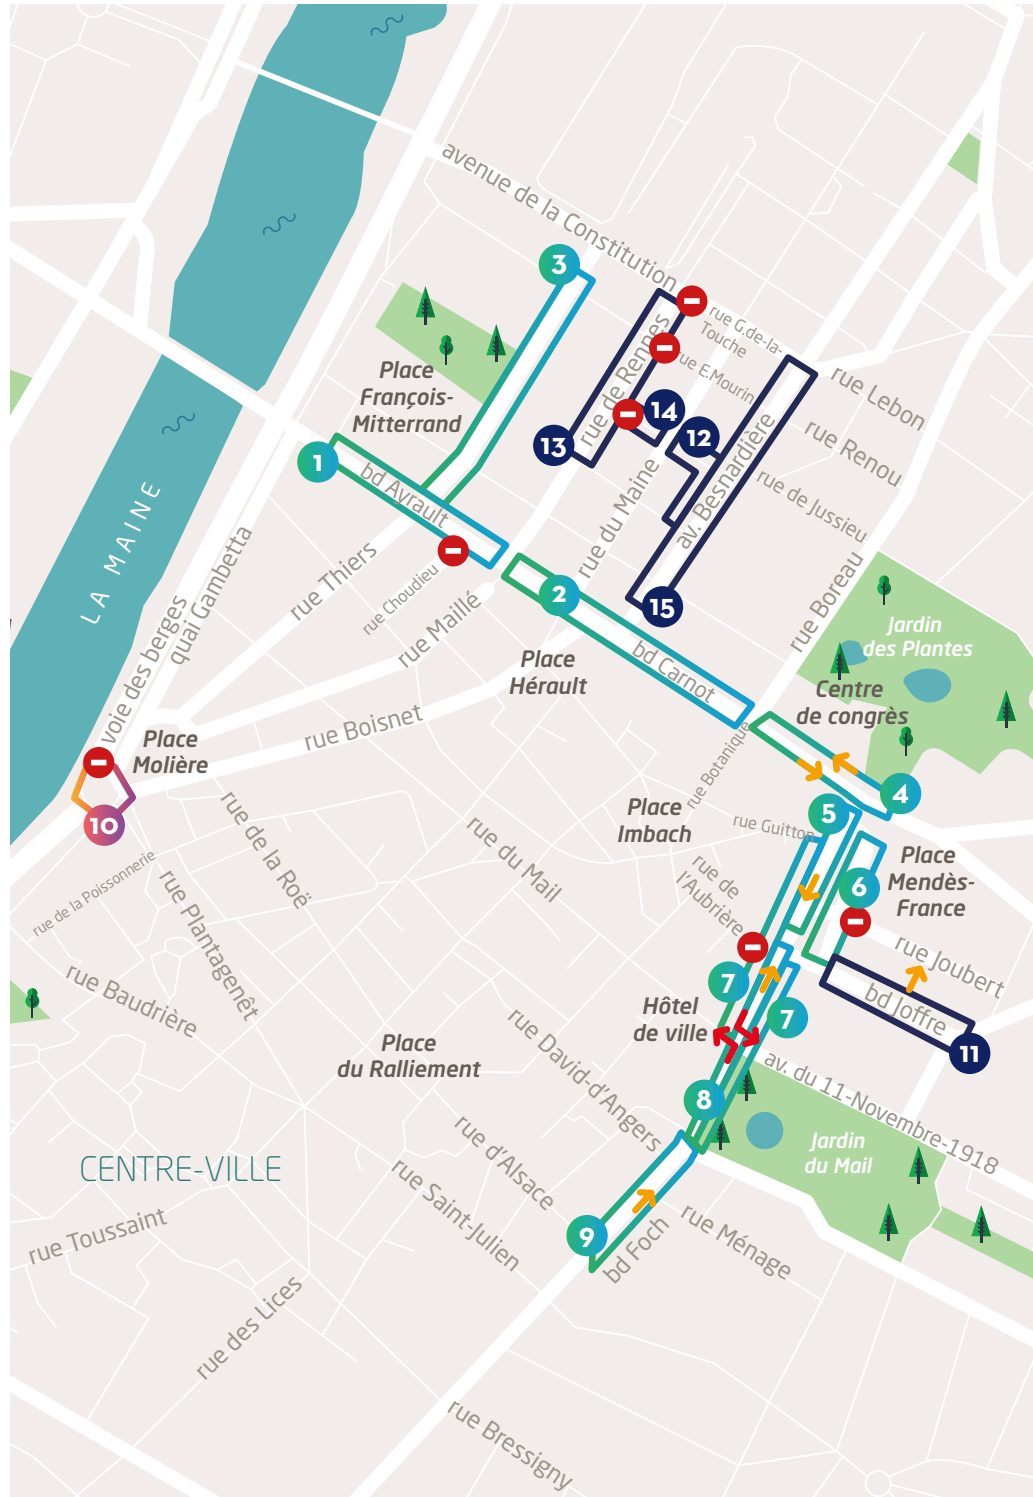 avenue de la Constitution
3
rue G.de-la-
Touche
rue de Rennes
rue E.Mourin
Place
François-
Mitterrand
rue Lebon
14
13
12
rue Renou
1
bd Avrault
av. Besnardière
rue de Jussieu
rue du Maine
LA MAINE
quai Gambetta
voie des berges
rue Thiers
rue Choudieu
rue Maillé
2
15
rue Boreau
Jardin
des Plantes
Place
Hérault
bd Carnot
Centre
de congrès
rue Boisnet
Place
Molière
rue Botanique
10
4
5
Place
Imbach
rue Guitton
rue de la Roë
rue du Mail
rue de
l'Aubrière
Place
Mendès-
France
6
rue de la Poissonnerie
rue Plantagenêt
rue Joubert
rue Baudrière
7
bd Joffre
Hôtel
de ville
7
11
Place
du Ralliement
rue David-d'Angers
av. du 11-Novembre-1918
8
Jardin
du Mail
CENTRE-VILLE
rue d'Alsace
rue Saint-Julien
rue Toussaint
9
bd Foch
rue Ménage
rue des Lices
rue Bressigny